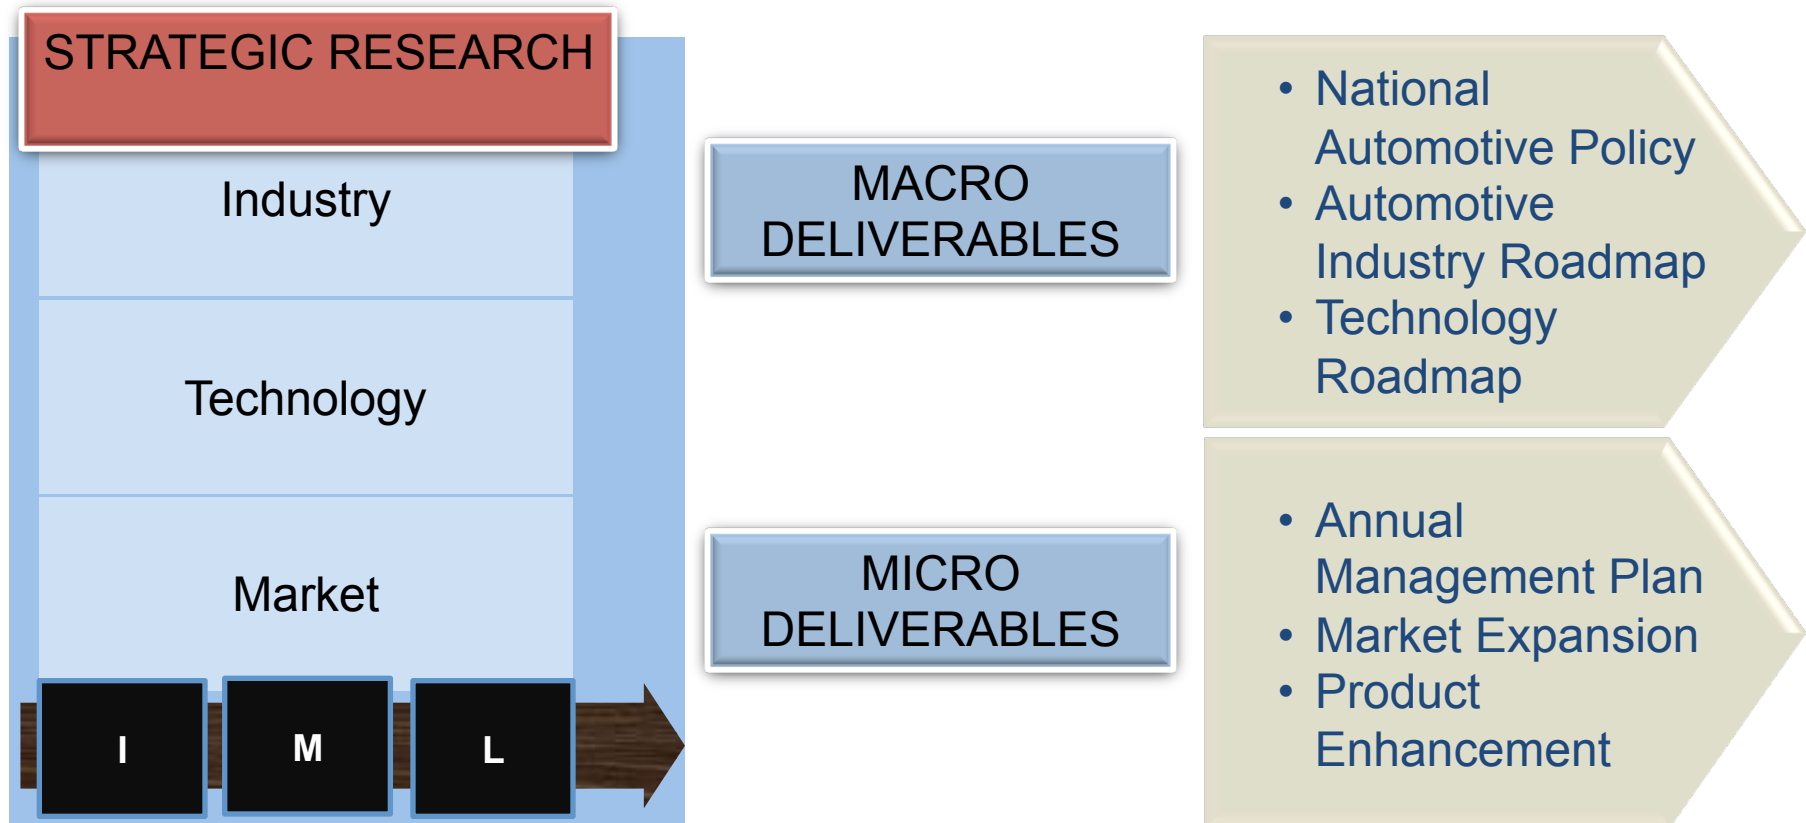 STRATEGIC RESEARCH
Industry
Technology
Market
I
M
L
MACRO
DELIVERABLES
MICRO
DELIVERABLES
• National
Automotive Policy
• Automotive
Industry Roadmap
• Technology
Roadmap
• Annual
Management Plan
• Market Expansion
• Product
Enhancement